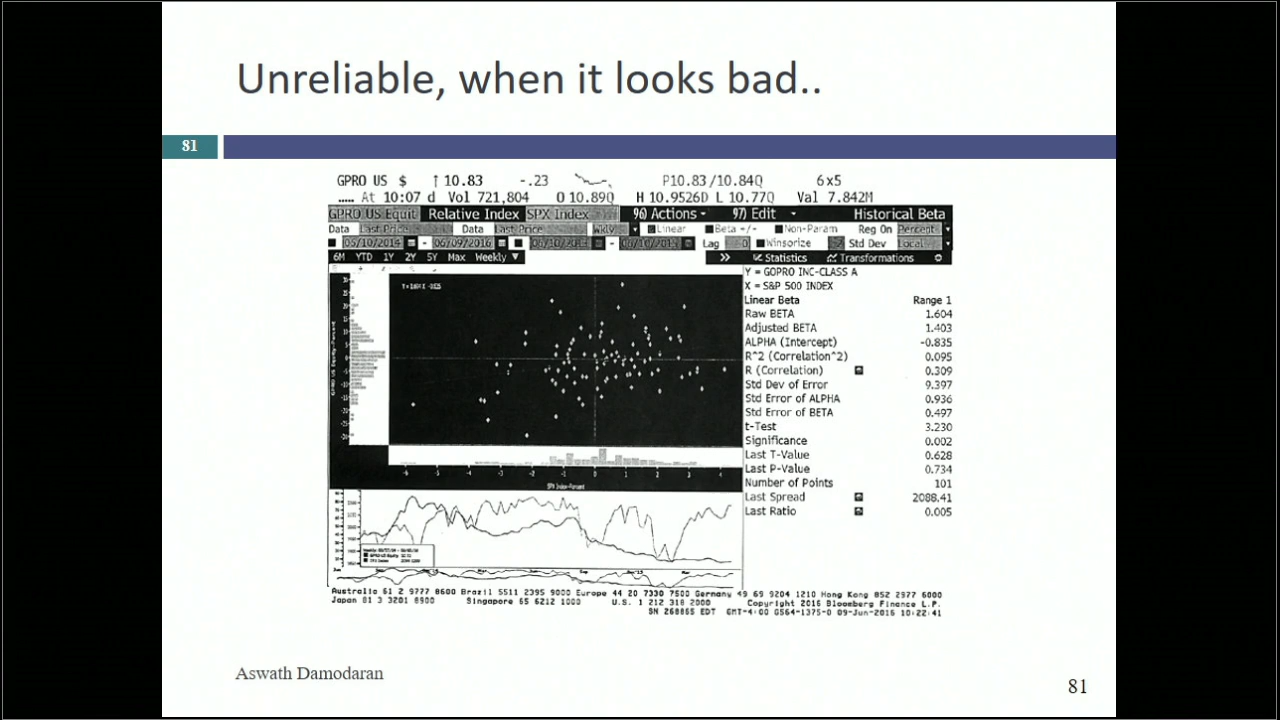 Unreliable, when it looks bad..
81
GPRO US $ ↑ 10.83 -.23 P10.83/10.84Q 6x5
At 10:07 d Vol 721,804 O 10.89Q H 10.9526D L 10.77Q Val 7.842M
GPRO US Equit Relative Index SPX Index 96) Actions 97) Edit Historical Beta
Data Last Price Data Last Price Wkly Linear Beta +/- Non-Param Reg On Percent
05/10/2014 - 06/09/2016 Lag 0 Winsorize Std Dev Local
6M YTD 1Y 2Y 5Y Max Weekly ▼ >> Statistics Transformations
Y = GOPRO INC-CLASS A
X = S&P 500 INDEX
Linear Beta Range 1
Raw BETA 1.604
Adjusted BETA 1.403
ALPHA (Intercept) -0.835
R^2 (Correlation^2) 0.095
R (Correlation) 0.309
Std Dev of Error 9.397
Std Error of ALPHA 0.936
Std Error of BETA 0.497
t-Test 3.230
Significance 0.002
Last T-Value 0.628
Last P-Value 0.734
Number of Points 101
Last Spread 2088.41
Last Ratio 0.005
SPX Index-Percent
Australia 61 2 9777 8600 Brazil 5511 2395 9000 Europe 44 20 7330 7500 Germany 49 69 9204 1210 Hong Kong 852 2977 6000
Japan 81 3 3201 8900 Singapore 65 6212 1000 U.S. 1 212 318 2000 Copyright 2016 Bloomberg Finance L.P.
SN 268865 EDT GMT-4:00 G564-1375-0 09-Jun-2016 10:22:41
Aswath Damodaran
81